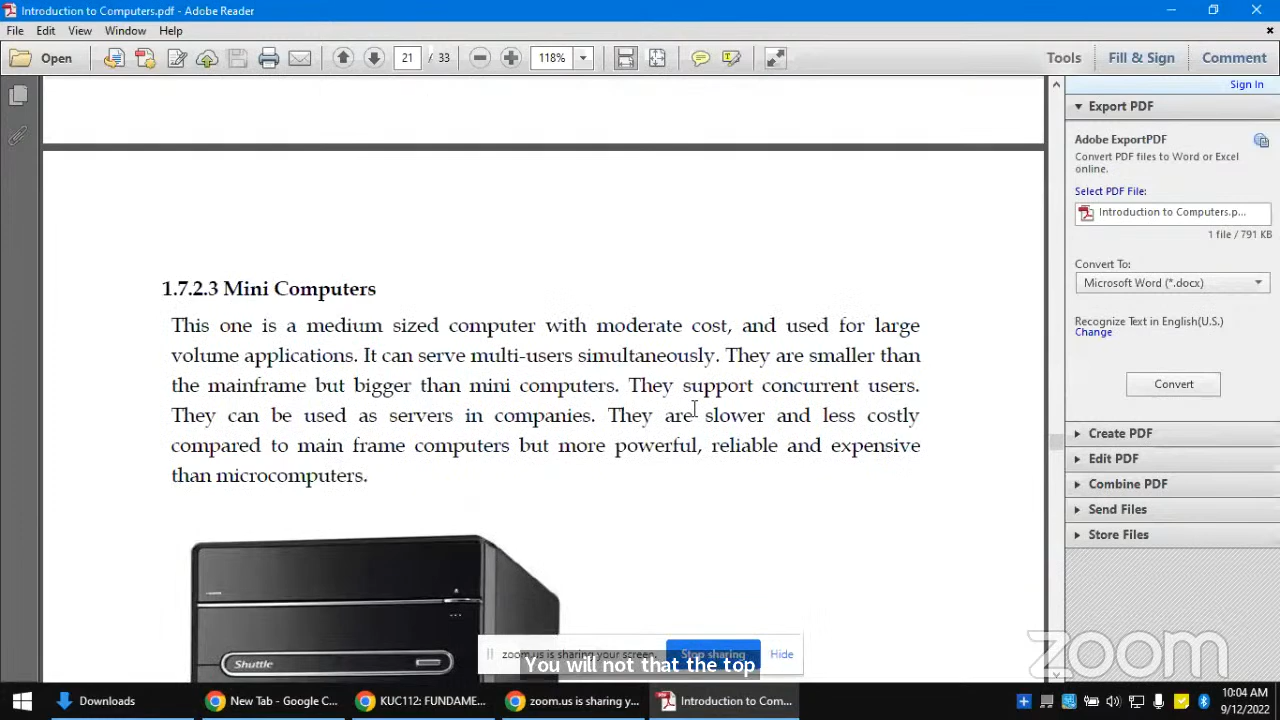 Introduction to Computers.pdf - Adobe Reader
File Edit View Window Help
Open 21 / 33 118% Tools Fill & Sign Comment
Sign In
Export PDF
Adobe ExportPDF
Convert PDF files to Word or Excel
online.
Select PDF File:
Introduction to Computers.p...
1 file / 791 KB
Convert To:
Microsoft Word (*.docx)
Recognize Text in English(U.S.)
Change
Convert
Create PDF
Edit PDF
Combine PDF
Send Files
Store Files
1.7.2.3 Mini Computers
This one is a medium sized computer with moderate cost, and used for large
volume applications. It can serve multi-users simultaneously. They are smaller than
the mainframe but bigger than mini computers. They support concurrent users.
They can be used as servers in companies. They are slower and less costly
compared to main frame computers but more powerful, reliable and expensive
than microcomputers.
Shuttle
zoom.us is sharing your screen. Stop sharing Hide
You will not that the top
zoom
Downloads New Tab - Google C... KUC112: FUNDAME... zoom.us is sharing y... Introduction to Com...
10:04 AM
9/12/2022